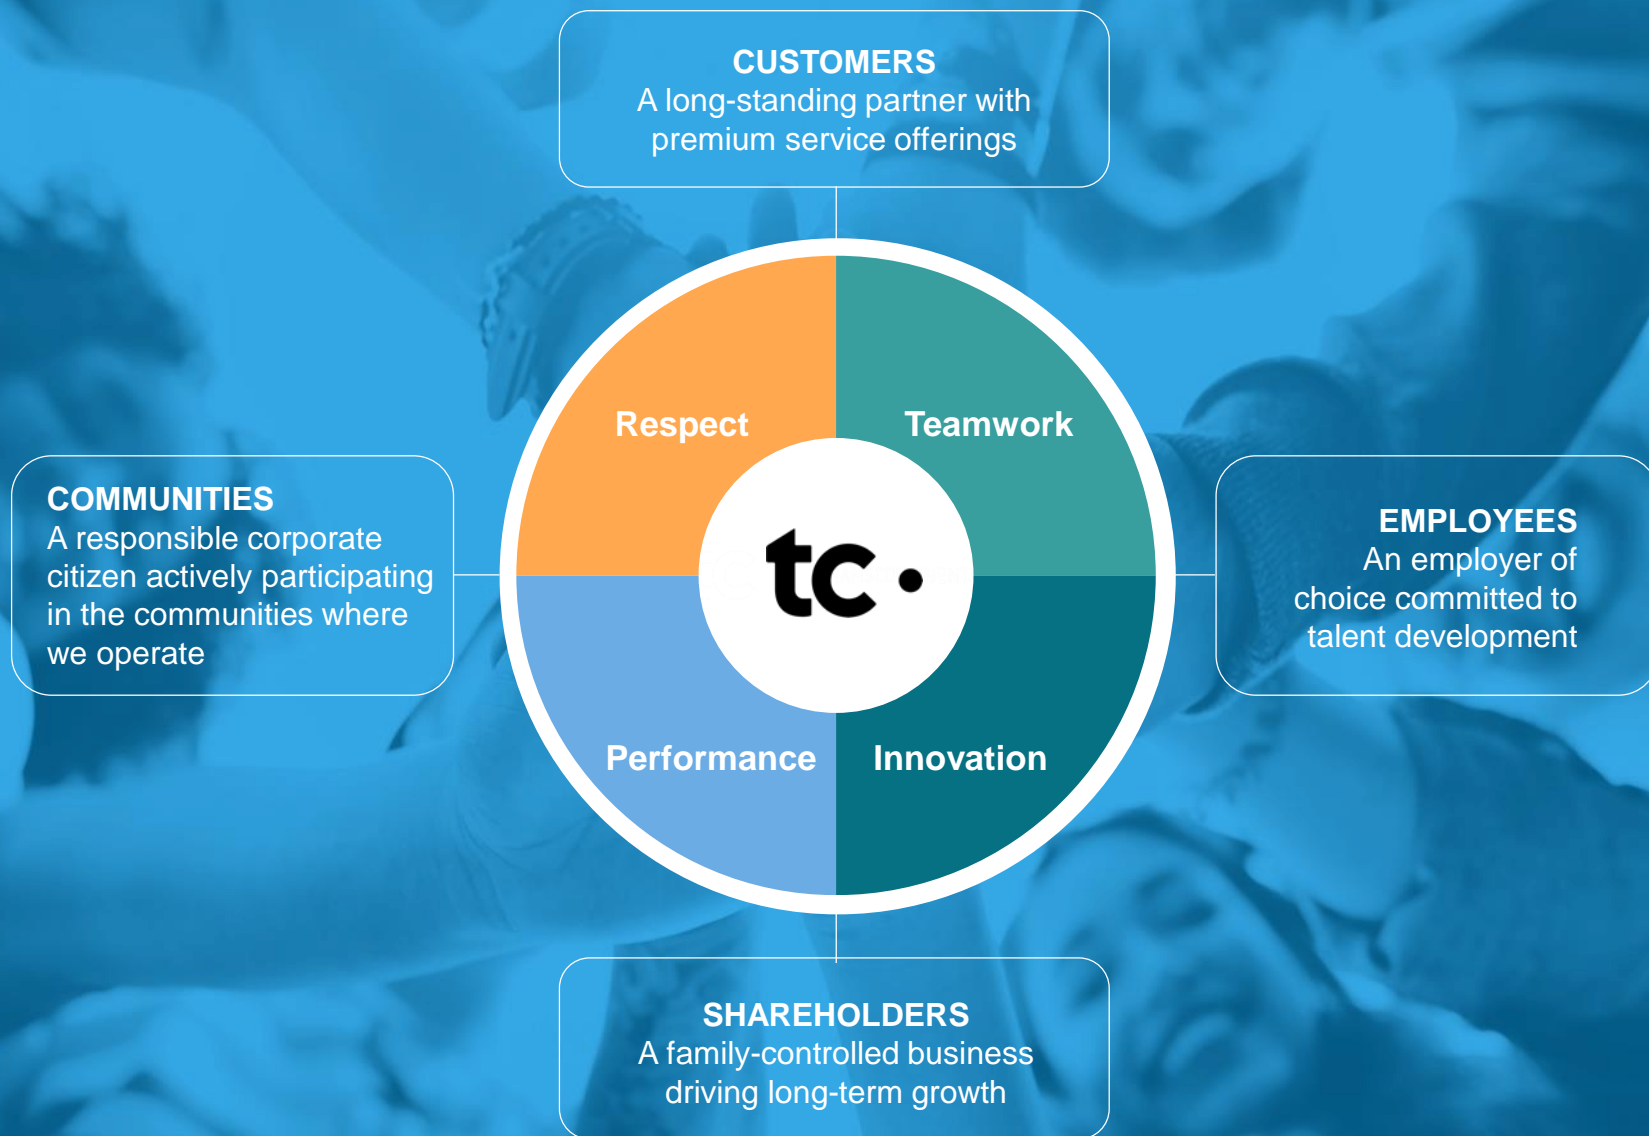 CUSTOMERS
A long-standing partner with
premium service offerings
Respect
Teamwork
COMMUNITIES
A responsible corporate
citizen actively participating
in the communities where
we operate
tc.
EMPLOYEES
An employer of
choice committed to
talent development
Performance
Innovation
SHAREHOLDERS
A family-controlled business
driving long-term growth